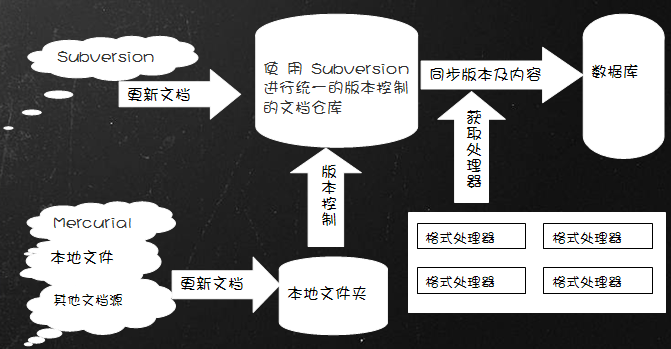 Subversion
更新文档
使用 Subversion
进行统一的版本控制
的文档仓库
同步版本及内容
数据库
获取处理器
版本控制
Mercurial
本地文件
其他文档源
更新文档
本地文件夹
格式处理器
格式处理器
格式处理器
格式处理器